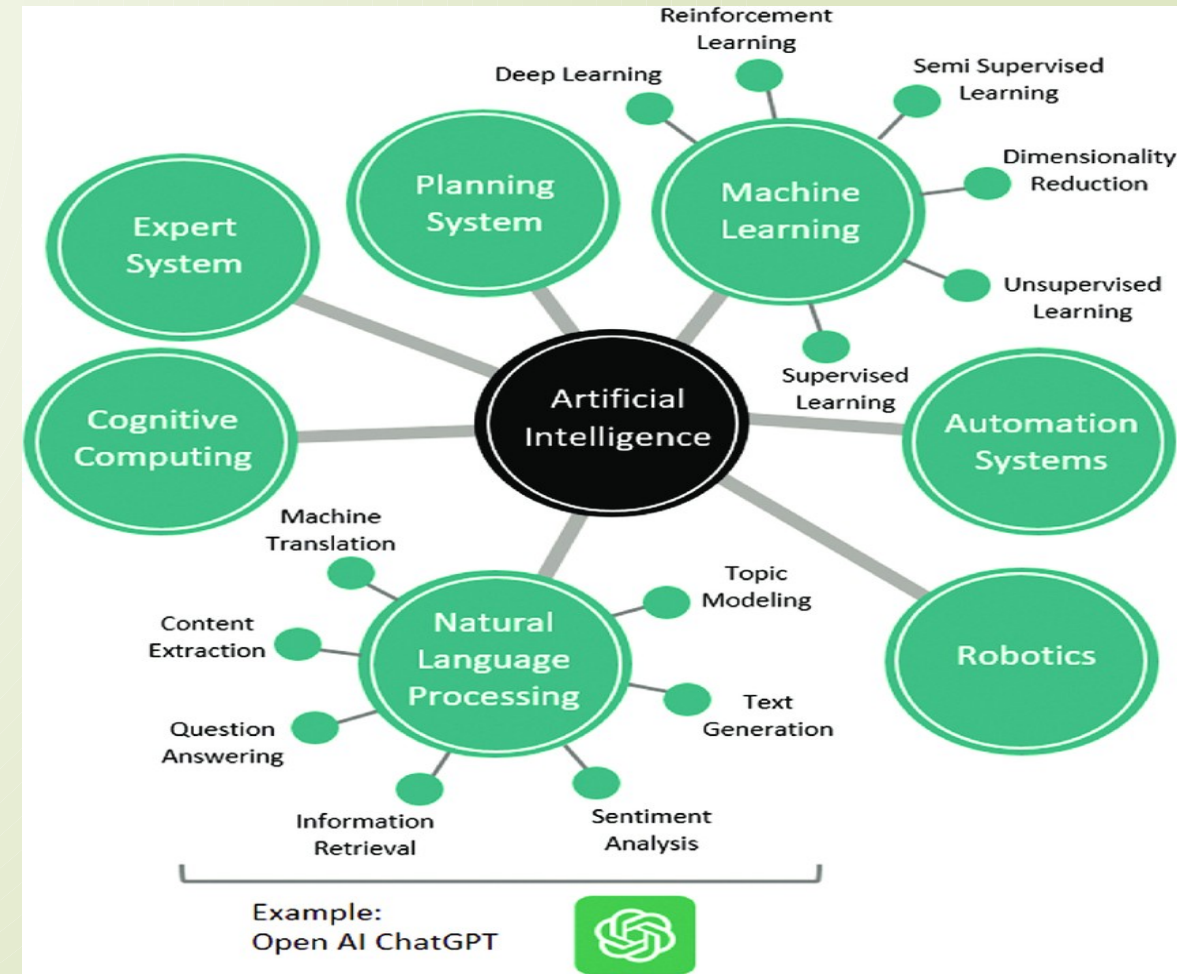 Reinforcement
Learning
Deep Learning
Semi Supervised
Learning
Dimensionality
Reduction
Unsupervised
Learning
Supervised
Learning
Machine
Learning
Planning
System
Expert
System
Cognitive
Computing
Artificial
Intelligence
Automation
Systems
Robotics
Natural
Language
Processing
Machine
Translation
Content
Extraction
Question
Answering
Information
Retrieval
Sentiment
Analysis
Text
Generation
Topic
Modeling
Example:
Open AI ChatGPT